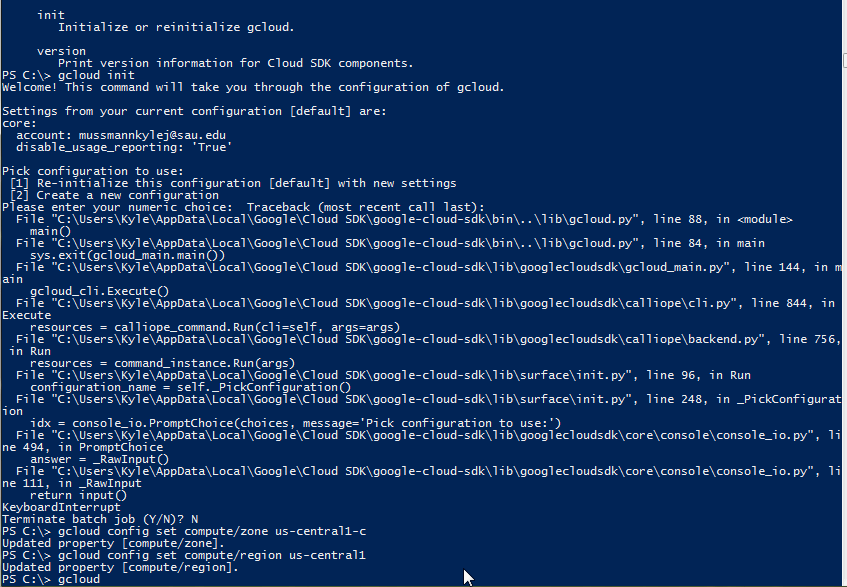 init
Initialize or reinitialize gcloud.
version
Print version information for Cloud SDK components.
PS C:\> gcloud init
Welcome! This command will take you through the configuration of gcloud.
Settings from your current configuration [default] are:
core:
account: mussmannkylej@sau.edu
disable_usage_reporting: 'True'
Pick configuration to use:
[1] Re-initialize this configuration [default] with new settings
[2] Create a new configuration
Please enter your numeric choice:  Traceback (most recent call last):
File "C:\Users\Kyle\AppData\Local\Google\Cloud SDK\google-cloud-sdk\bin\..\lib\gcloud.py", line 88, in <module>
main()
File "C:\Users\Kyle\AppData\Local\Google\Cloud SDK\google-cloud-sdk\bin\..\lib\gcloud.py", line 84, in main
sys.exit(gcloud_main.main())
File "C:\Users\Kyle\AppData\Local\Google\Cloud SDK\google-cloud-sdk\lib\googlecloudsdk\gcloud_main.py", line 144, in m
ain
gcloud_cli.Execute()
File "C:\Users\Kyle\AppData\Local\Google\Cloud SDK\google-cloud-sdk\lib\googlecloudsdk\calliope\cli.py", line 844, in
Execute
resources = calliope_command.Run(cli=self, args=args)
File "C:\Users\Kyle\AppData\Local\Google\Cloud SDK\google-cloud-sdk\lib\googlecloudsdk\calliope\backend.py", line 756,
in Run
resources = command_instance.Run(args)
File "C:\Users\Kyle\AppData\Local\Google\Cloud SDK\google-cloud-sdk\lib\surface\init.py", line 96, in Run
configuration_name = self._PickConfiguration()
File "C:\Users\Kyle\AppData\Local\Google\Cloud SDK\google-cloud-sdk\lib\surface\init.py", line 248, in _PickConfigurat
ion
idx = console_io.PromptChoice(choices, message='Pick configuration to use:')
File "C:\Users\Kyle\AppData\Local\Google\Cloud SDK\google-cloud-sdk\lib\googlecloudsdk\core\console\console_io.py", li
ne 494, in PromptChoice
answer = _RawInput()
File "C:\Users\Kyle\AppData\Local\Google\Cloud SDK\google-cloud-sdk\lib\googlecloudsdk\core\console\console_io.py", li
ne 111, in _RawInput
return input()
KeyboardInterrupt
Terminate batch job (Y/N)? N
PS C:\> gcloud config set compute/zone us-central1-c
Updated property [compute/zone].
PS C:\> gcloud config set compute/region us-central1
Updated property [compute/region].
PS C:\> gcloud